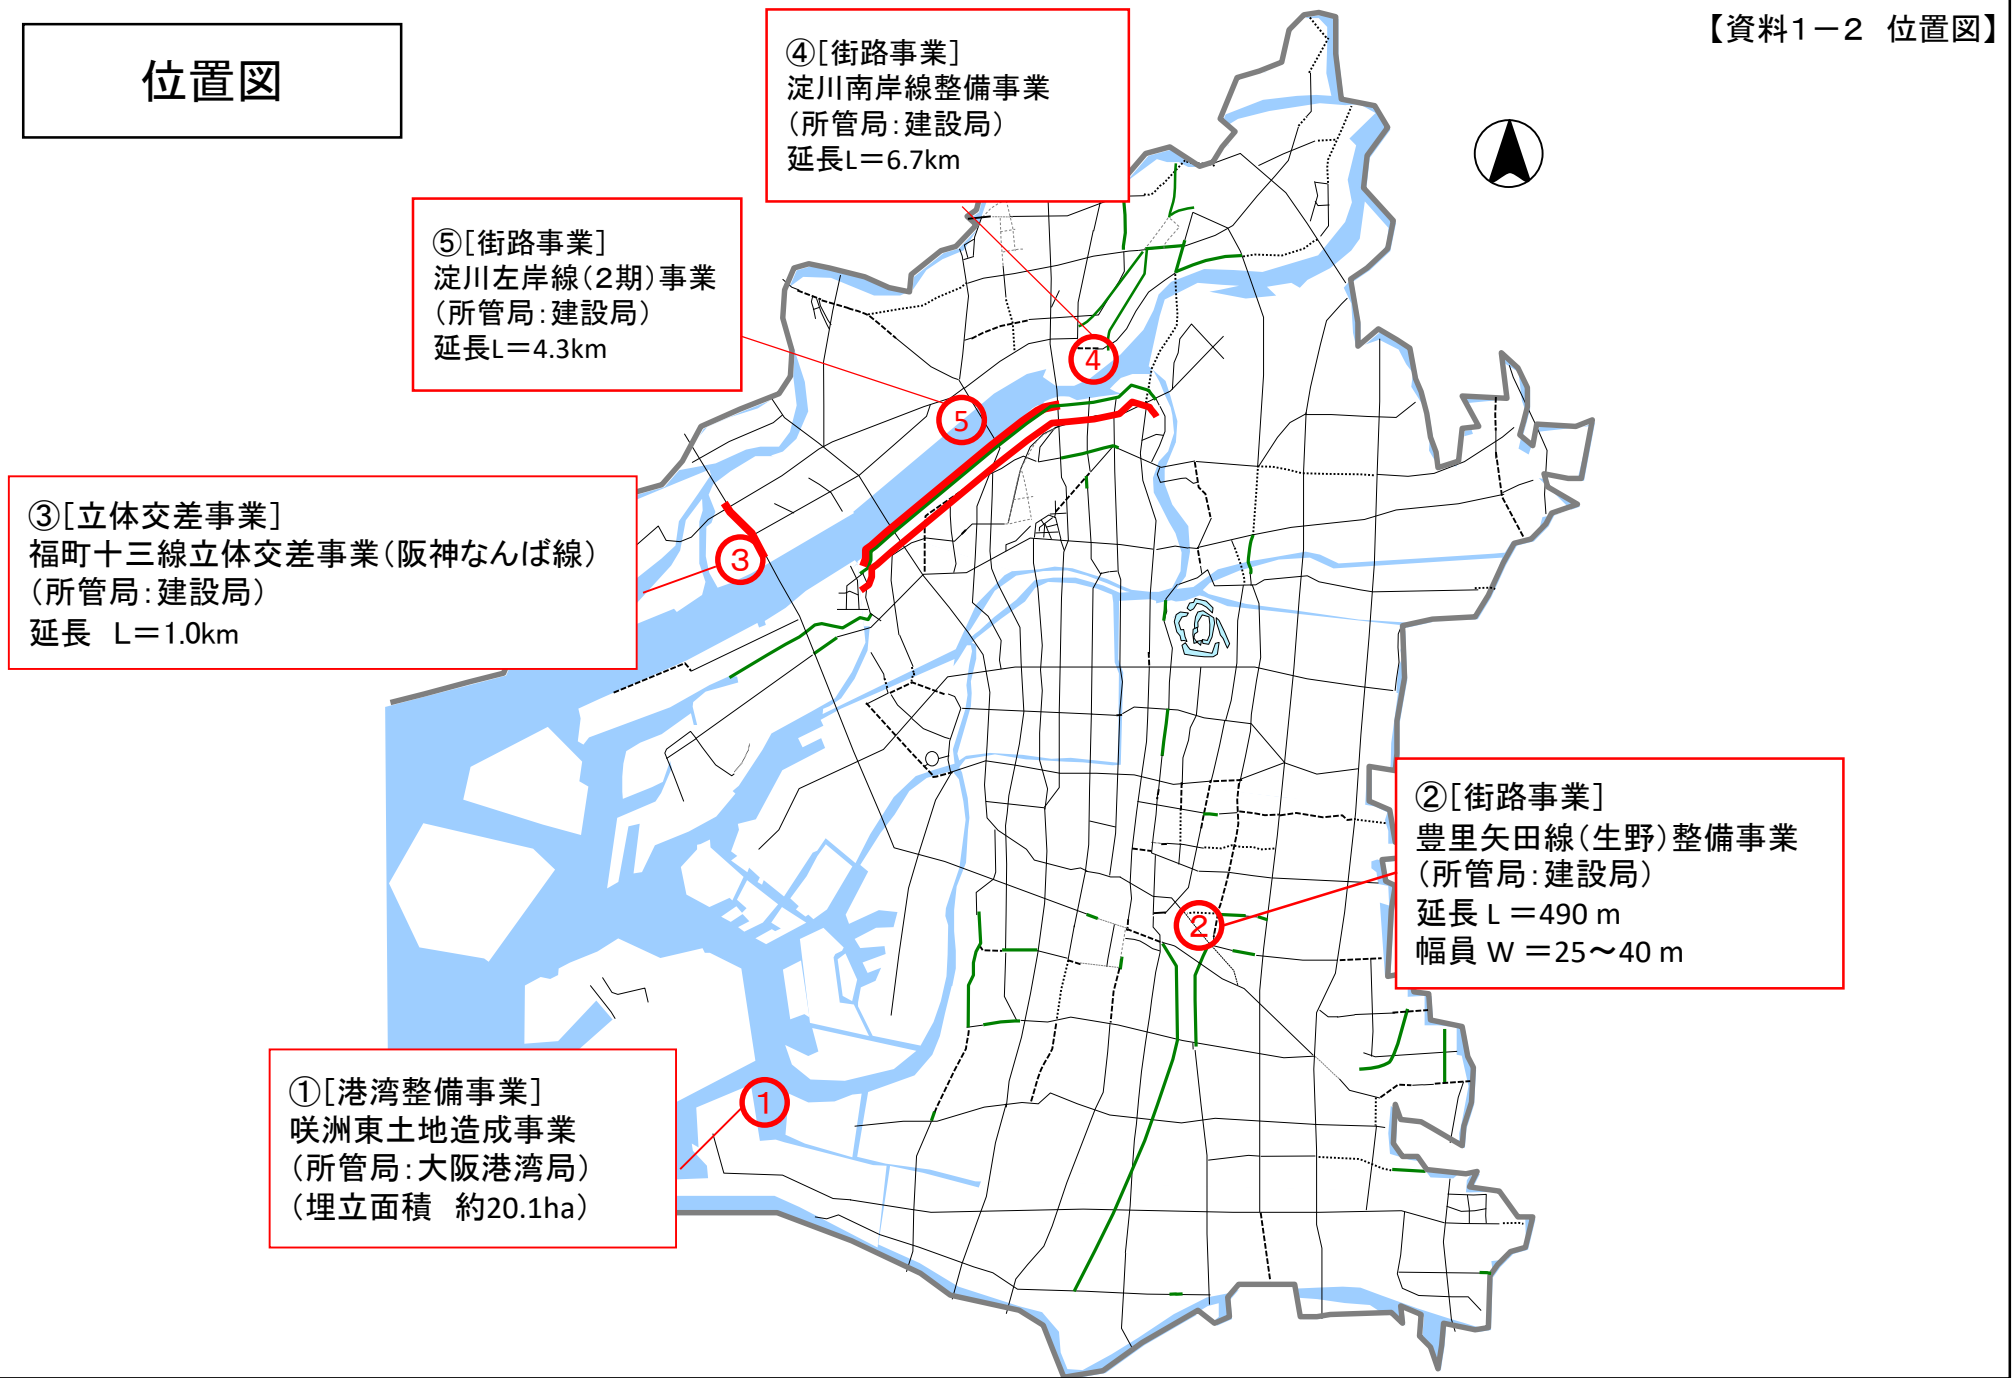 【資料1－2 位置図】
位置図
④[街路事業]
淀川南岸線整備事業
(所管局:建設局)
延長L＝6.7km
⑤[街路事業]
淀川左岸線(2期)事業
(所管局:建設局)
延長L＝4.3km
③[立体交差事業]
福町十三線立体交差事業(阪神なんば線)
(所管局:建設局)
延長 L＝1.0km
②[街路事業]
豊里矢田線(生野)整備事業
(所管局:建設局)
延長 L ＝490 m
幅員 W ＝25～40 m
①[港湾整備事業]
咲洲東土地造成事業
(所管局:大阪港湾局)
(埋立面積 約20.1ha)
4
5
3
2
1